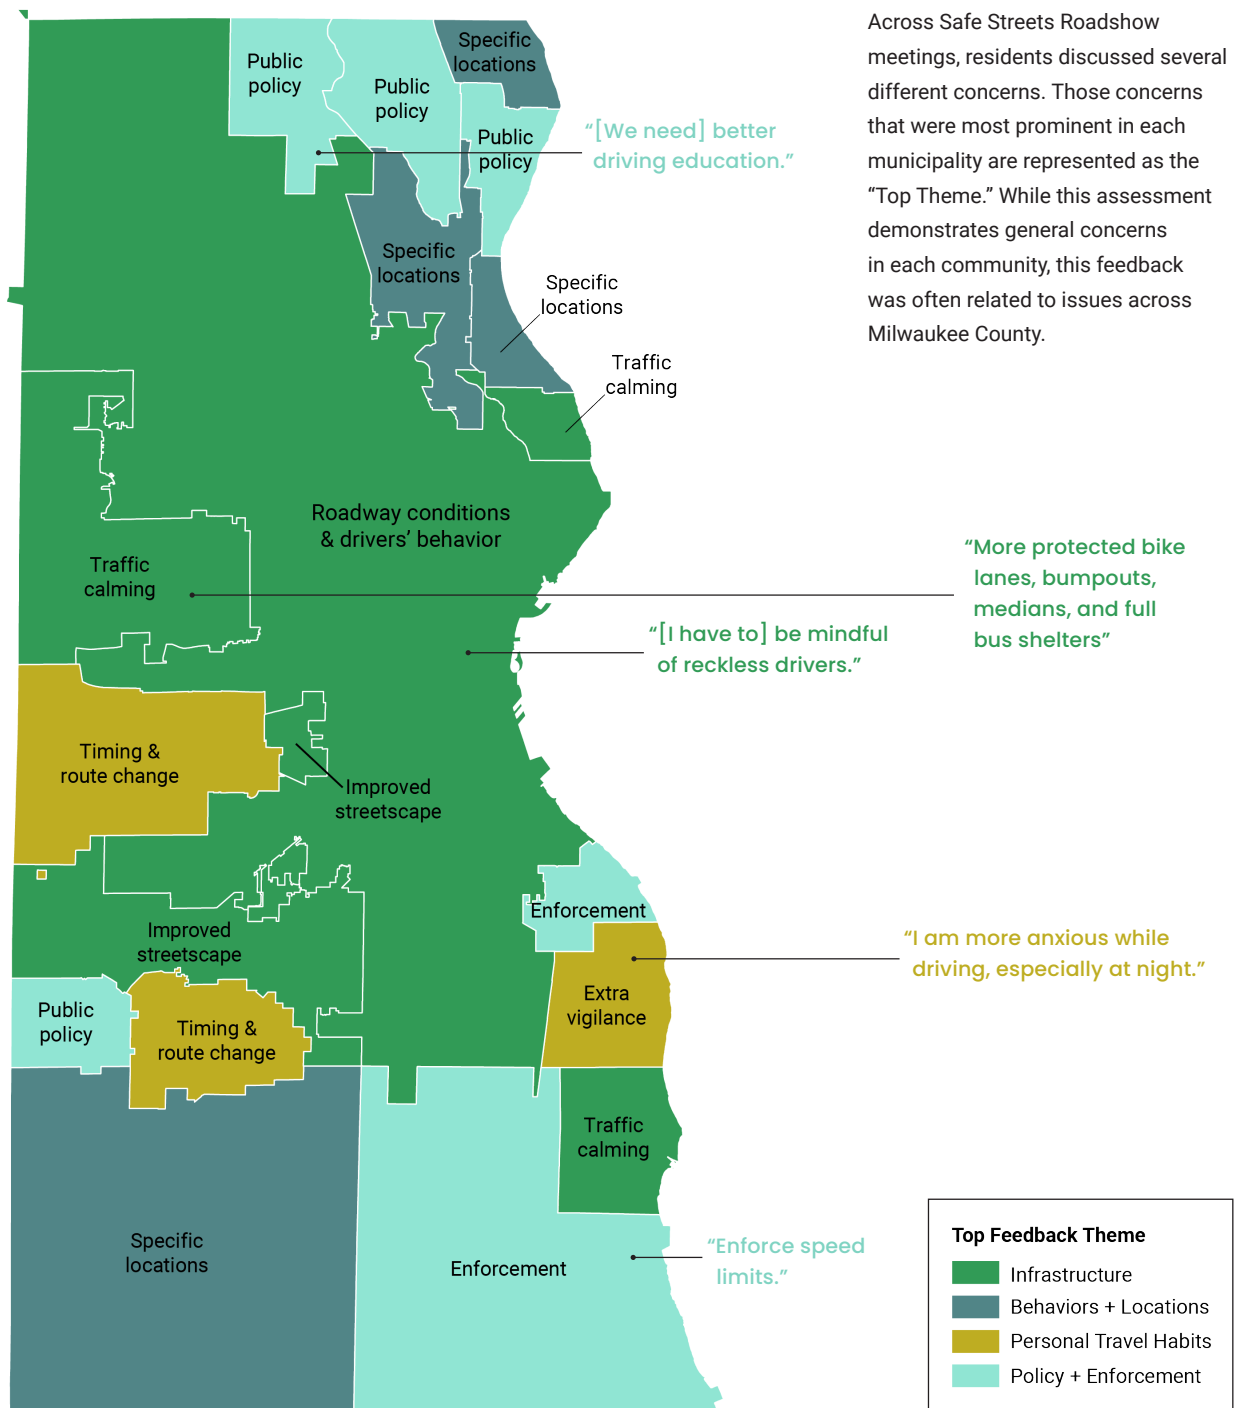 Across Safe Streets Roadshow
meetings, residents discussed several
different concerns. Those concerns
that were most prominent in each
municipality are represented as the
“Top Theme.” While this assessment
demonstrates general concerns
in each community, this feedback
was often related to issues across
Milwaukee County.
Public
policy
Public
policy
Specific
locations
Public
policy
“[We need] better
driving education.”
Specific
locations
Specific
locations
Traffic
calming
Roadway conditions
& drivers’ behavior
Traffic
calming
“More protected bike
lanes, bumpouts,
medians, and full
bus shelters”
“[I have to] be mindful
of reckless drivers.”
Timing &
route change
Improved
streetscape
Enforcement
Improved
streetscape
“I am more anxious while
driving, especially at night.”
Extra
vigilance
Public
policy
Timing &
route change
Traffic
calming
Specific
locations
Enforcement
“Enforce speed
limits.”
Top Feedback Theme
Infrastructure
Behaviors + Locations
Personal Travel Habits
Policy + Enforcement